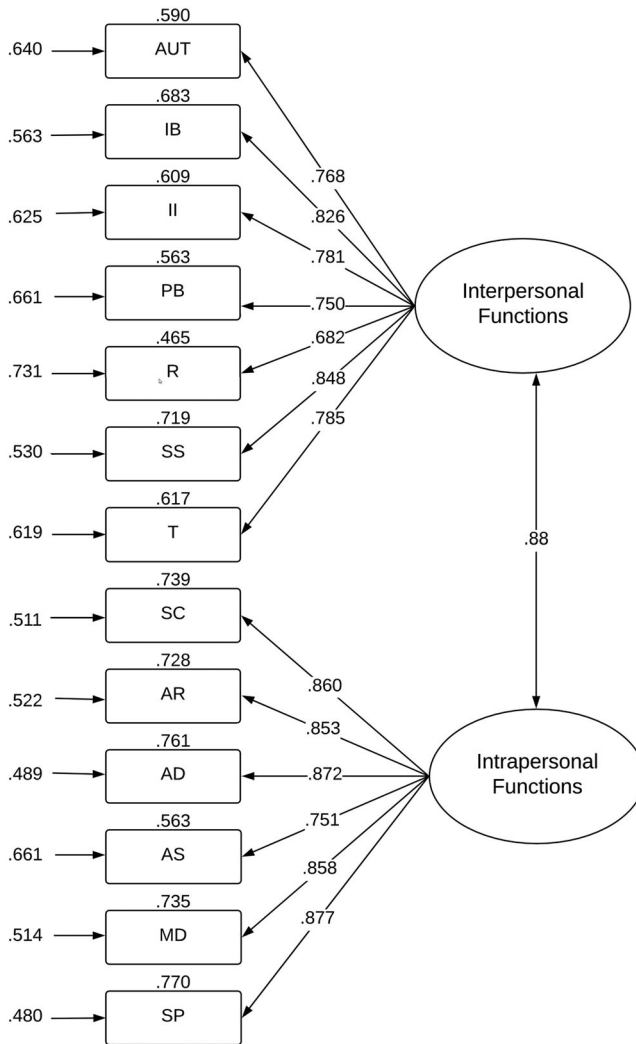 .590
.640
AUT
.683
.563
IB
.768
.609
.826
.625
II
.781
.563
Interpersonal
Functions
.661
PB
.750
.465
.682
.731
R
.848
.719
.785
.530
SS
.617
.619
T
.88
.739
.511
SC
.728
.860
.522
AR
.853
.761
Intrapersonal
Functions
.489
AD
.872
.563
.751
.661
AS
.858
.735
.514
MD
.877
.770
.480
SP